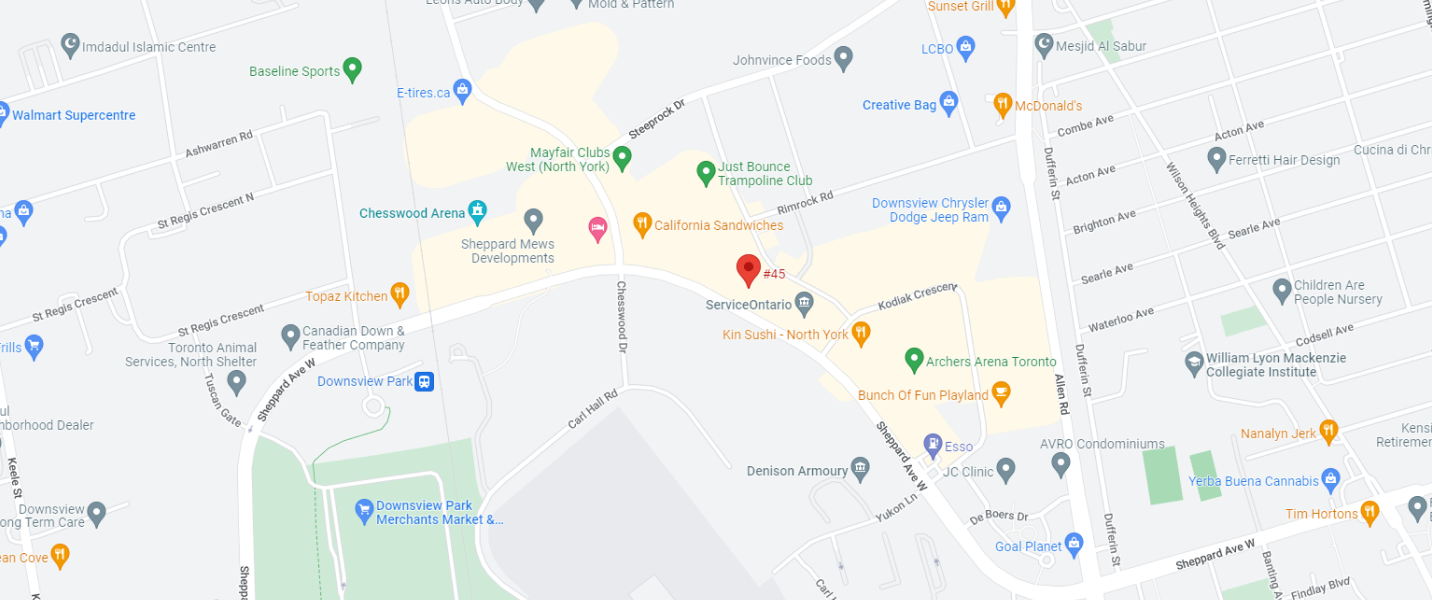 Leons Auto Body
Mold & Pattern
Sunset Grill
Imdadul Islamic Centre
LCBO
Mesjid Al Sabur
Johnvince Foods
Baseline Sports
E-tires.ca
Creative Bag
McDonald's
Walmart Supercentre
Steeprock Dr
Combe Ave
Acton Ave
Ashwarren Rd
Mayfair Clubs
West (North York)
Just Bounce
Trampoline Club
Dufferin St
Acton Ave
Ferretti Hair Design
Cucina di Chri
Wilson Heights Blvd
St Regis Crescent N
Rimrock Rd
Downsview Chrysler
Dodge Jeep Ram
Chesswood Arena
California Sandwiches
Brighton Ave
Searle Ave
Sheppard Mews
Developments
#45
Searle Ave
Topaz Kitchen
St Regis Crescent
ServiceOntario
Kodiak Crescent
Children Are
People Nursery
Chesswood Dr
St Regis Crescent
Waterloo Ave
Codsell Ave
Canadian Down &
Feather Company
Kin Sushi - North York
Toronto Animal
Services, North Shelter
Archers Arena Toronto
Dufferin St
William Lyon Mackenzie
Collegiate Institute
Downsview Park
Sheppard Ave W
Tuscan Gate
Allen Rd
Bunch Of Fun Playland
Carl Hall Rd
Nanalyn Jerk
Esso
Sheppard Ave W
AVRO Condominiums
Denison Armoury
JC Clinic
Keele St
Yerba Buena Cannabis
Downsview Park
Merchants Market &...
Downsview
ong Term Care
Yukon Ln
De Boers Dr
Tim Hortons
Dufferin St
Goal Planet
Sheppard Ave W
ean Cove
Banting
Findlay Blvd
Sheppa
Carl